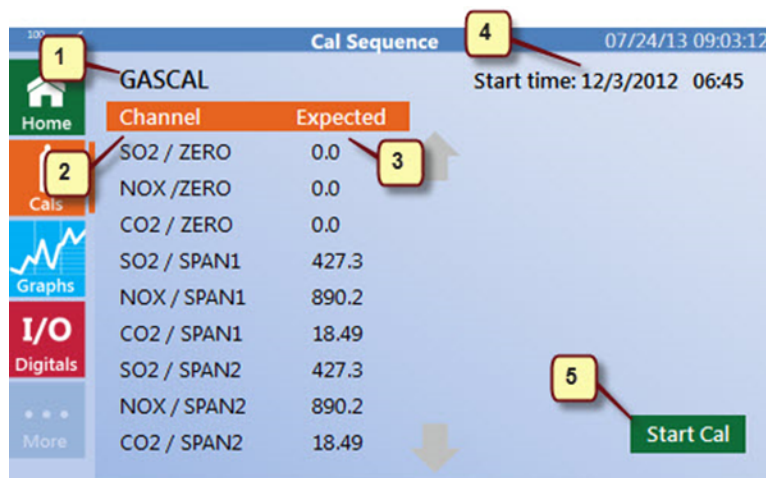 Cal Sequence
07/24/13 09:03:12
1
4
GASCAL
Start time: 12/3/2012 06:45
Home
Channel Expected
2
3
Cals
SO2 / ZERO 0.0
NOX /ZERO 0.0
CO2 / ZERO 0.0
SO2 / SPAN1 427.3
Graphs
NOX / SPAN1 890.2
I/O
CO2 / SPAN1 18.49
Digitals
SO2 / SPAN2 427.3
5
NOX / SPAN2 890.2
More
CO2 / SPAN2 18.49
Start Cal